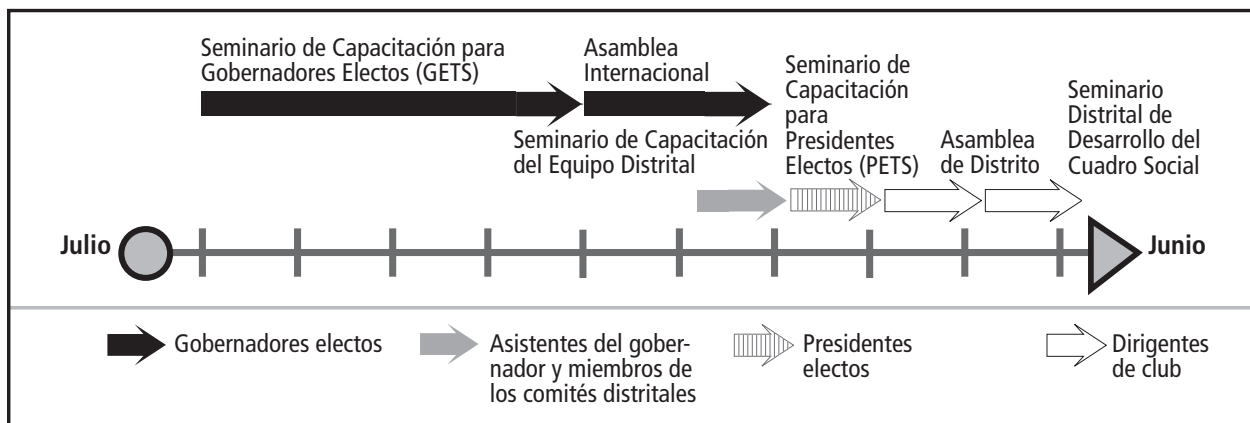 Seminario de Capacitación para
Gobernadores Electos (GETS)
Asamblea
Internacional
Seminario de Capacitación
del Equipo Distrital
Seminario de
Capacitación
para
Presidentes
Electos (PETS)
Asamblea
de Distrito
Seminario
Distrital de
Desarrollo del
Cuadro Social
Julio
Junio
Gobernadores electos
Asistentes del gober-
nador y miembros de
los comités distritales
Presidentes
electos
Dirigentes
de club